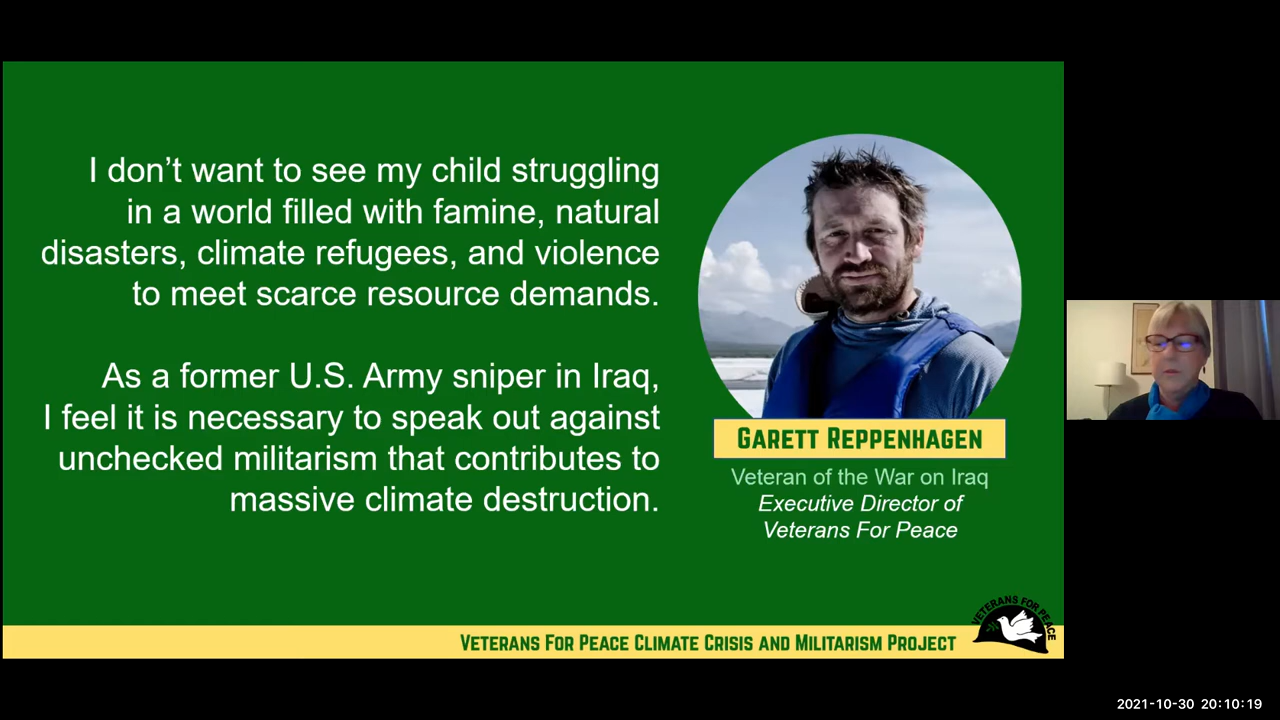 I don't want to see my child struggling
in a world filled with famine, natural
disasters, climate refugees, and violence
to meet scarce resource demands.
As a former U.S. Army sniper in Iraq,
I feel it is necessary to speak out against
unchecked militarism that contributes to
massive climate destruction.
GARETT REPPENHAGEN
Veteran of the War on Iraq
Executive Director of
Veterans For Peace
VETERANS FOR PEACE
VETERANS FOR PEACE CLIMATE CRISIS AND MILITARISM PROJECT
2021-10-30 20:10:19